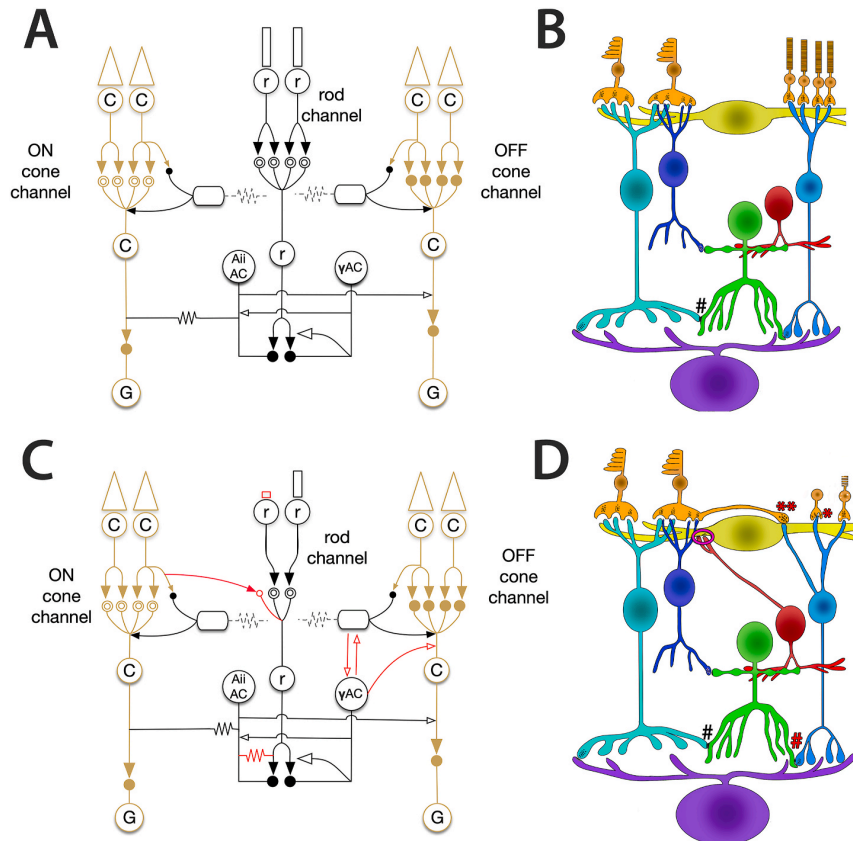 A
B
C C
r r
C C
rod
channel
ON
cone
channel
OFF
cone
channel
C
r
C
Aii
AC
γAC
#
G
G
C
D
C C
r r
C C
**
*
rod
channel
ON
cone
channel
OFF
cone
channel
C
r
C
Aii
AC
γAC
#
#
G
G